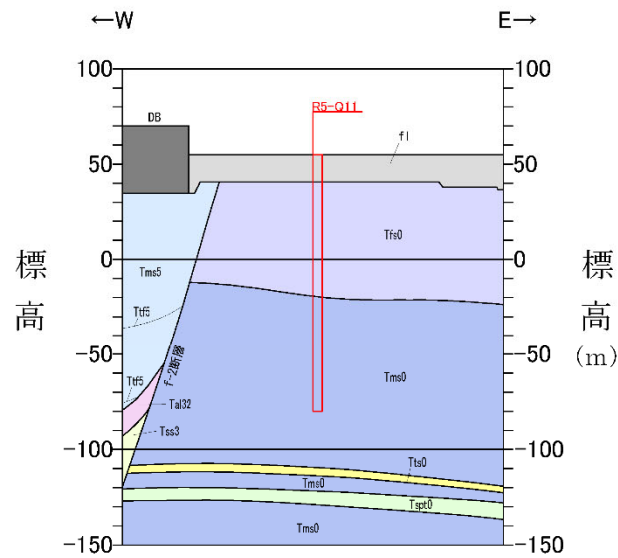 ←W
E→
100
100
R5-Q11
DB
fl
50
50
Tfs0
標高
0
0
標高
(m)
Tms5
Ttf5
f-2断層
-50
-50
Tms0
Ttf5
Tal32
Tss3
-100
-100
Tts0
Tms0
Tspt0
Tms0
-150
-150